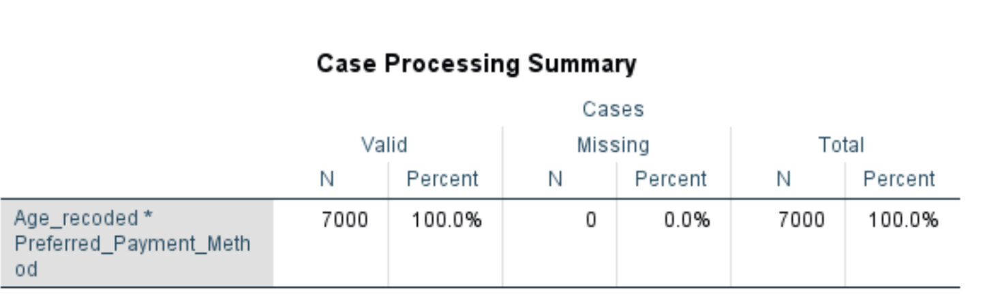 Case Processing Summary
Cases
Valid Missing Total
N Percent N Percent N Percent
Age_recoded * 7000 100.0% 0 0.0% 7000 100.0%
Preferred_Payment_Meth
od